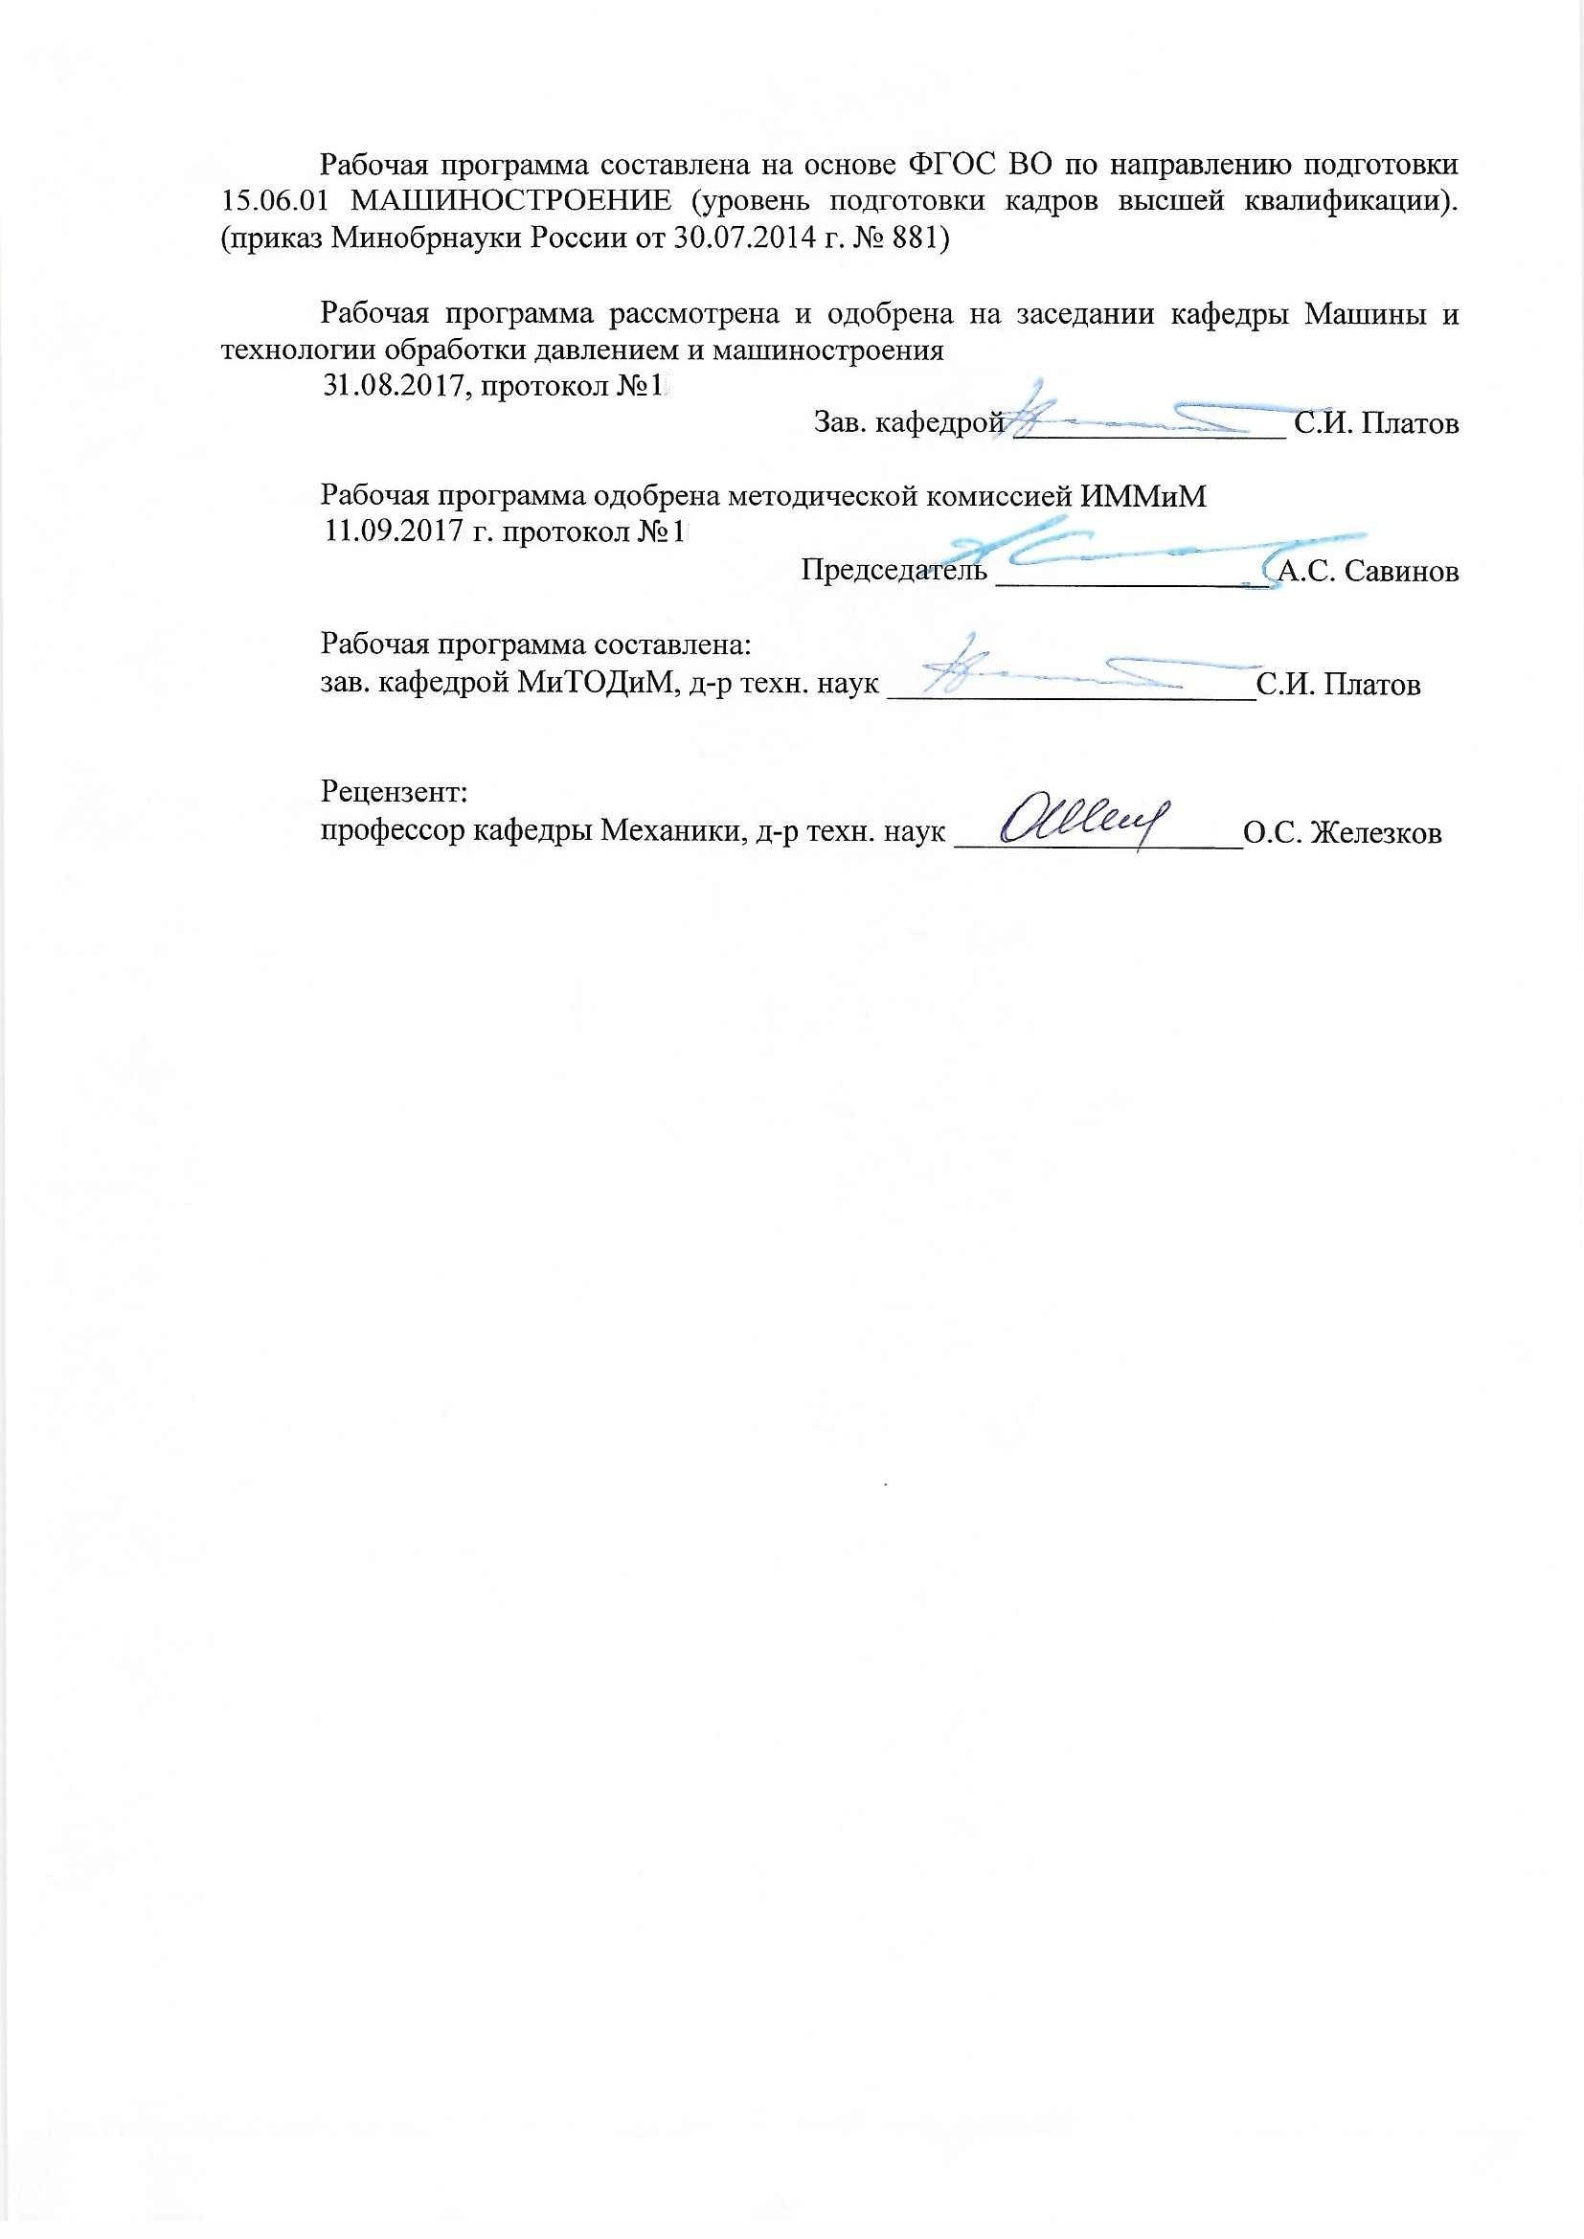 Рабочая программа составлена на основе ФГОС ВО по направлению подготовки
15.06.01 МАШИНОСТРОЕНИЕ (уровень подготовки кадров высшей квалификации).
(приказ Минобрнауки России от 30.07.2014 г. № 881)
Рабочая программа рассмотрена и одобрена на заседании кафедры Машины и
технологии обработки давлением и машиностроения
31.08.2017, протокол №1
Зав. кафедрой __________________ С.И. Платов
Рабочая программа одобрена методической комиссией ИММиМ
11.09.2017 г. протокол №1
Председатель __________________ А.С. Савинов
Рабочая программа составлена:
зав. кафедрой МиТОДиМ, д-р техн. наук ________________________С.И. Платов
Рецензент:
профессор кафедры Механики, д-р техн. наук ___________________О.С. Железков